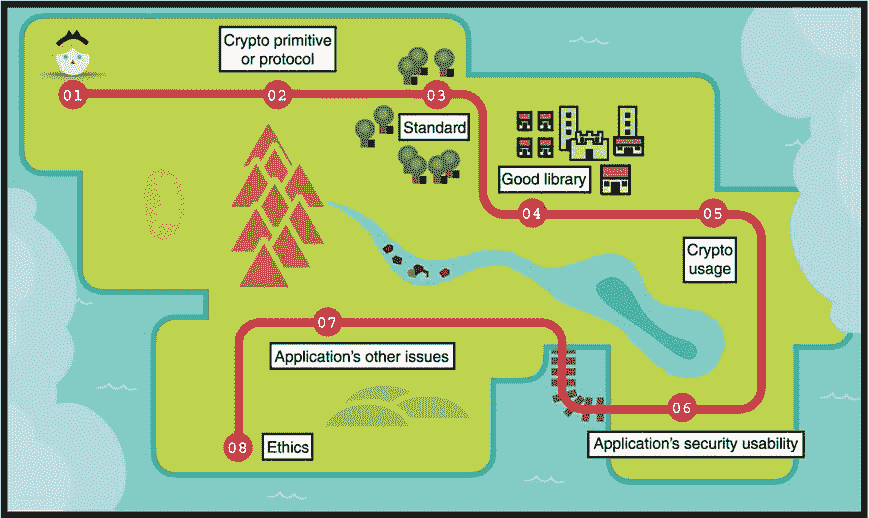 Crypto primitive
or protocol
01
02
03
Standard
Good library
04
05
Crypto
usage
07
Application's other issues
06
Application's security usability
08
Ethics